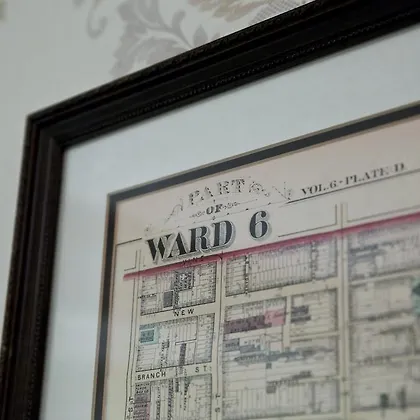 PART
OF
WARD 6
VOL. 6 - PLATE D
NEW
BRANCH ST.